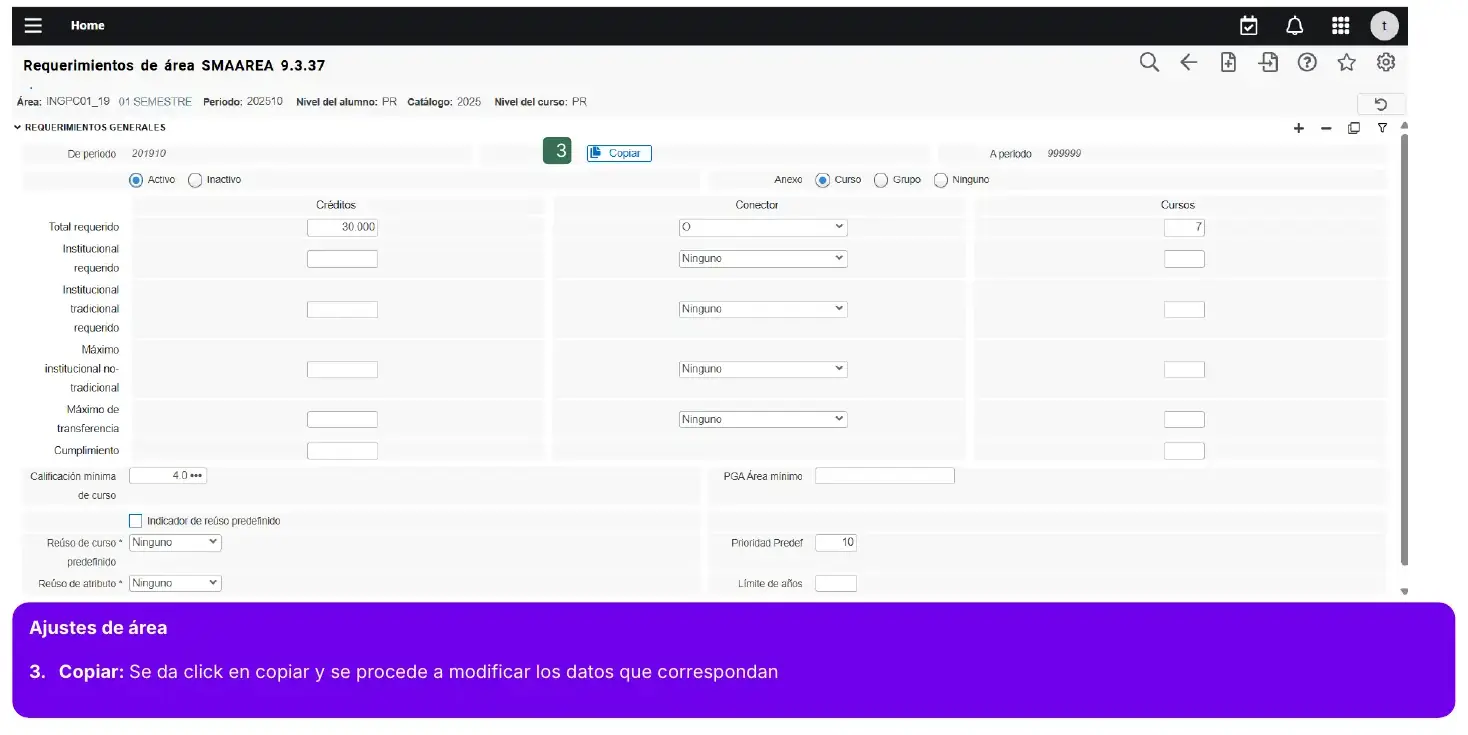 Home
t
Requerimientos de área SMAAREA 9.3.37
Área: INGPC01_19 01 SEMESTRE Periodo: 202510 Nivel del alumno: PR Catálogo: 2025 Nivel del curso: PR
REQUERIMIENTOS GENERALES
De periodo 201910 3 Copiar A periodo 999999
Activo Inactivo Anexo Curso Grupo Ninguno
Créditos Conector Cursos
Total requerido 30.000 O 7
Institucional
requerido Ninguno
Institucional
tradicional Ninguno
requerido
Máximo
institucional no- Ninguno
tradicional
Máximo de
transferencia Ninguno
Cumplimiento
Calificación mínima 4.0 ••• PGA Área mínimo
de curso
Indicador de reúso predefinido
Reúso de curso * Ninguno Prioridad Predef 10
predefinido
Reúso de atributo * Ninguno Límite de años
Ajustes de área
3. Copiar: Se da click en copiar y se procede a modificar los datos que correspondan